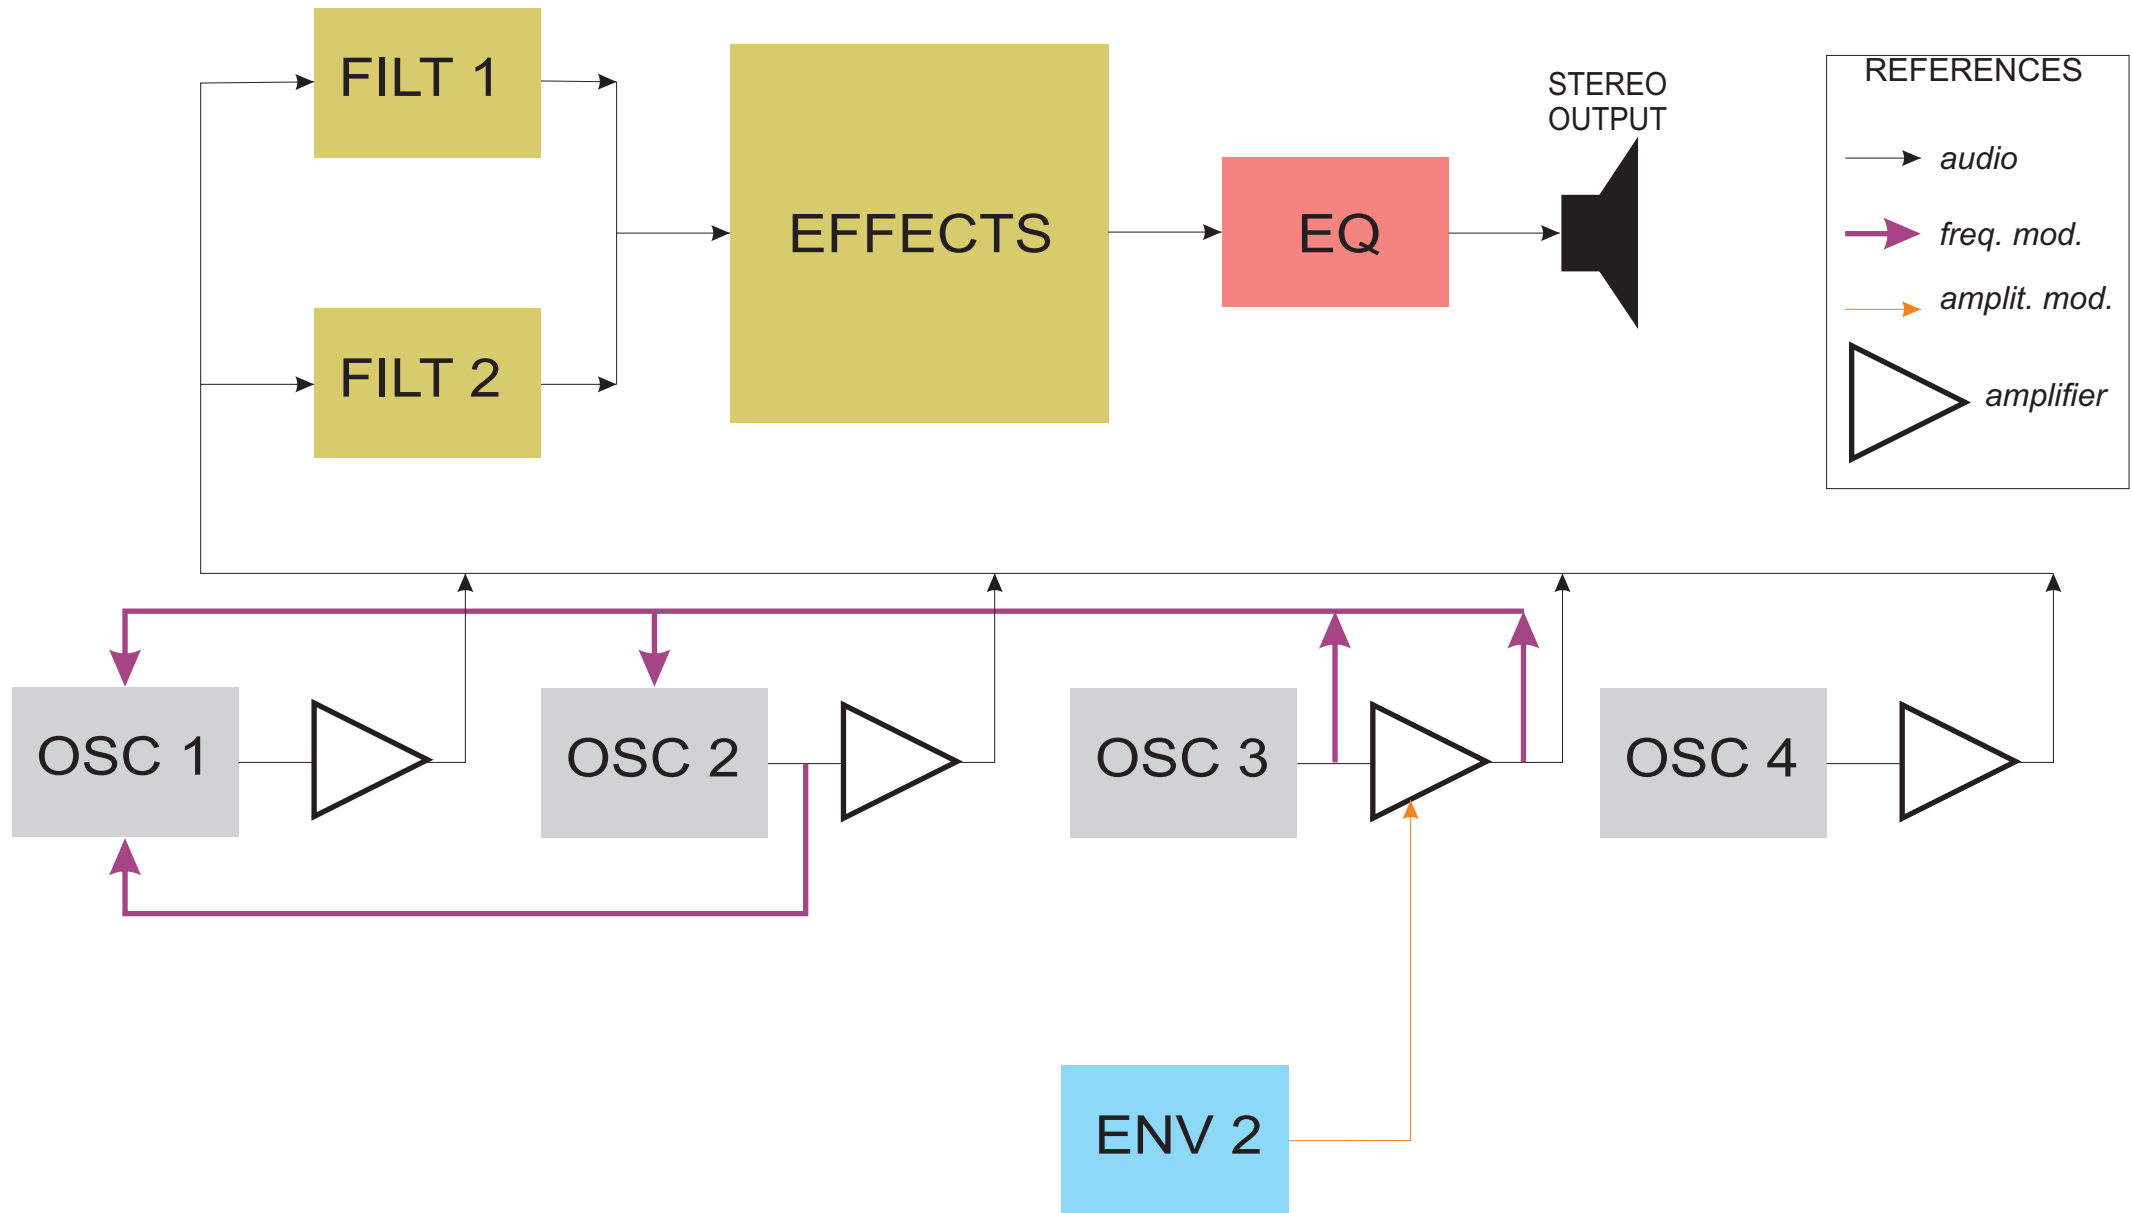 FILT 1
FILT 2
EFFECTS
EQ
STEREO
OUTPUT
REFERENCES
audio
freq. mod.
amplit. mod.
amplifier
OSC 1
OSC 2
OSC 3
OSC 4
ENV 2